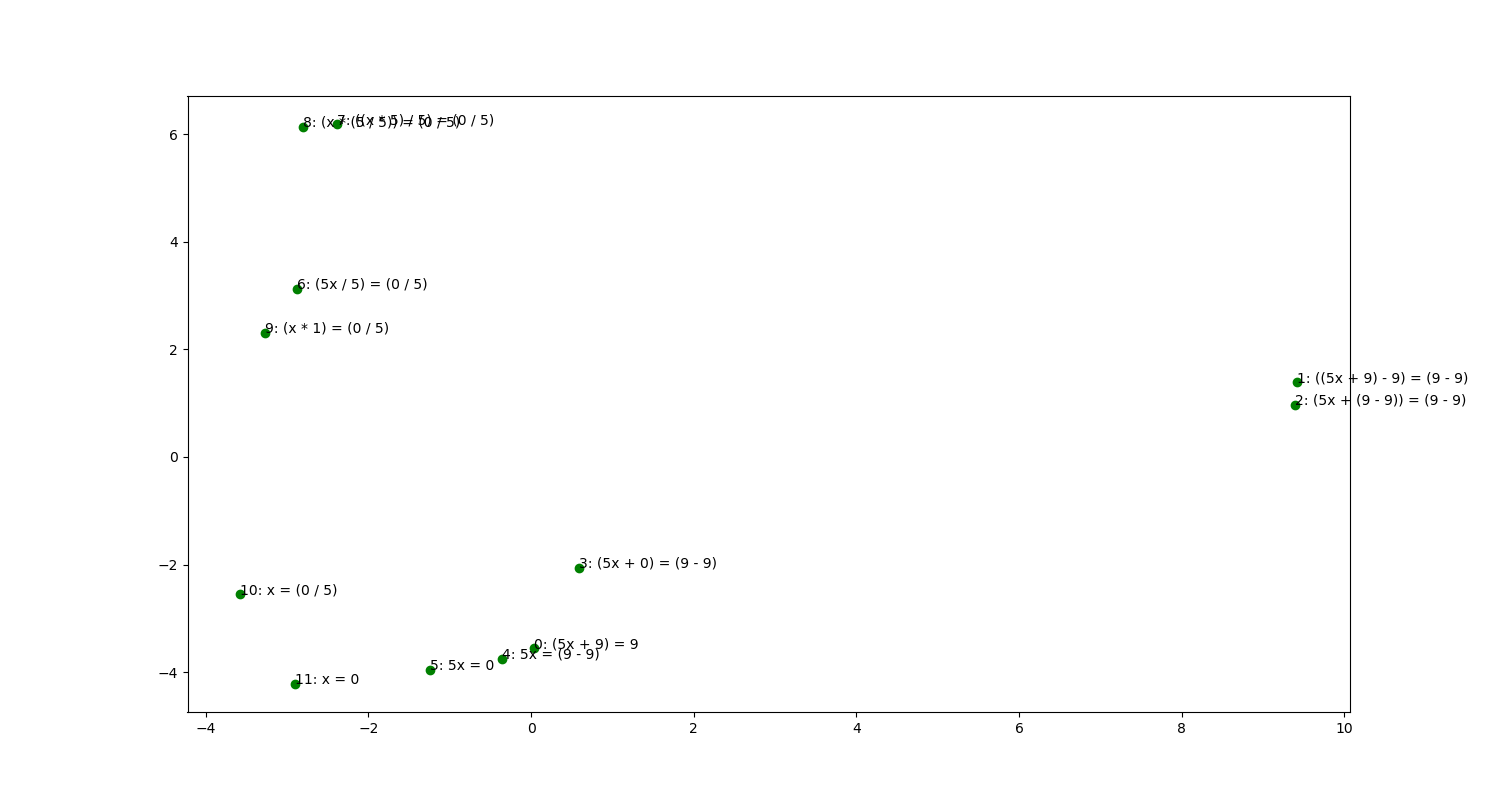 8: (x * (5 / 5)) = (0 / 5)
7: ((x * 5) / 5) = (0 / 5)
6
4
6: (5x / 5) = (0 / 5)
9: (x * 1) = (0 / 5)
2
1: ((5x + 9) - 9) = (9 - 9)
2: (5x + (9 - 9)) = (9 - 9)
0
3: (5x + 0) = (9 - 9)
−2
10: x = (0 / 5)
0: (5x + 9) = 9
4: 5x = (9 - 9)
5: 5x = 0
−4
11: x = 0
−4 −2 0 2 4 6 8 10